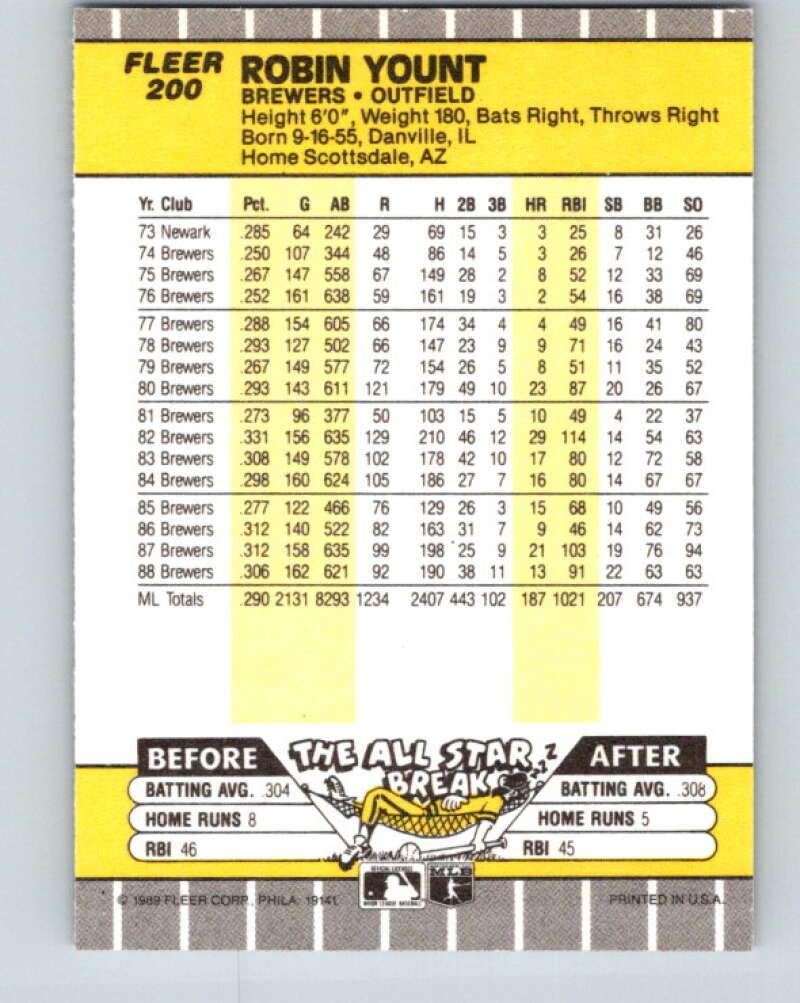 FLEER
200
ROBIN YOUNT
BREWERS • OUTFIELD
Height 6'0", Weight 180, Bats Right, Throws Right
Born 9-16-55, Danville, IL
Home Scottsdale, AZ
Yr. Club Pct. G AB R H 2B 3B HR RBI SB BB SO
73 Newark .285 64 242 29 69 15 3 3 25 8 31 26
74 Brewers .250 107 344 48 86 14 5 3 26 7 12 46
75 Brewers .267 147 558 67 149 28 2 8 52 12 33 69
76 Brewers .252 161 638 59 161 19 3 2 54 16 38 69
77 Brewers .288 154 605 66 174 34 4 4 49 16 41 80
78 Brewers .293 127 502 66 147 23 9 9 71 16 24 43
79 Brewers .267 149 577 72 154 26 5 8 51 11 35 52
80 Brewers .293 143 611 121 179 49 10 23 87 20 26 67
81 Brewers .273 96 377 50 103 15 5 10 49 4 22 37
82 Brewers .331 156 635 129 210 46 12 29 114 14 54 63
83 Brewers .308 149 578 102 178 42 10 17 80 12 72 58
84 Brewers .298 160 624 105 186 27 7 16 80 14 67 67
85 Brewers .277 122 466 76 129 26 3 15 68 10 49 56
86 Brewers .312 140 522 82 163 31 7 9 46 14 62 73
87 Brewers .312 158 635 99 198 25 9 21 103 19 76 94
88 Brewers .306 162 621 92 190 38 11 13 91 22 63 63
ML Totals .290 2131 8293 1234 2407 443 102 187 1021 207 674 937
BEFORE THE ALL STAR BREAK ZZZ AFTER
BATTING AVG. .304 BATTING AVG. .308
HOME RUNS 8 HOME RUNS 5
RBI 46 RBI 45
OFFICIAL LICENSEE
MAJOR LEAGUE BASEBALL
MLB
© 1989 FLEER CORP., PHILA. 19141. PRINTED IN U.S.A.